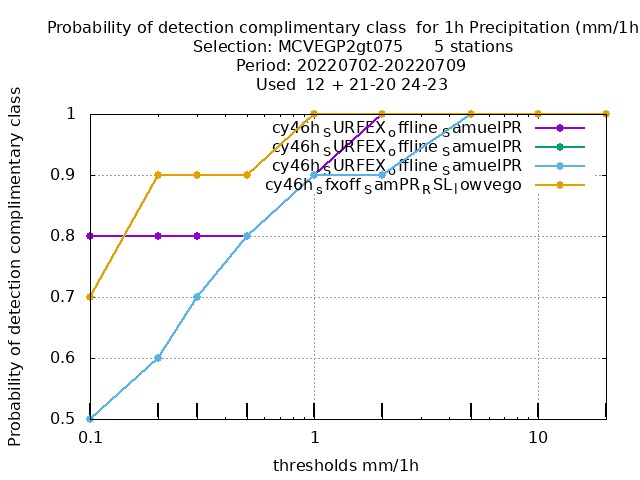 Probability of detection complimentary class  for 1h Precipitation (mm/1h
Selection: MCVEGP2gt075      5 stations
Period: 20220702-20220709
Used  12 + 21-20 24-23
Probability of detection complimentary class
1
0.9
0.8
0.7
0.6
0.5
cy46h_SURFEX_offline_SamuelPR
cy46h_SURFEX_offline_SamuelPR
cy46h_SURFEX_offline_SamuelPR
cy46h_sfxoff_SamPR_RSL_lowvego
0.1 1 10
thresholds mm/1h